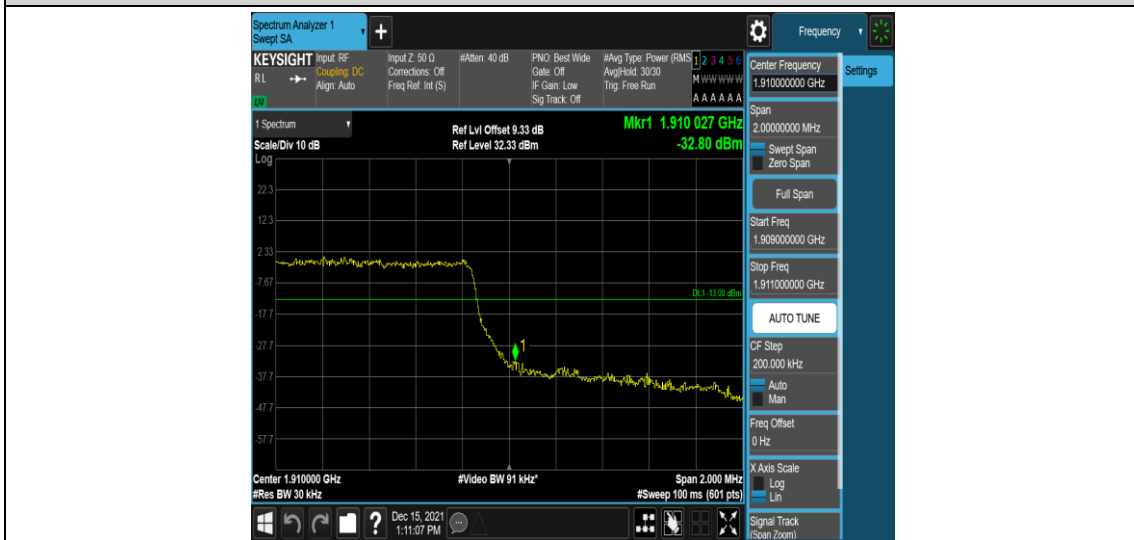 Spectrum Analyzer 1
Swept SA
+
Frequency
KEYSIGHT
RL
Input: RF
Coupling: DC
Align: Auto
Input Z: 50 Ω
Corrections: Off
Freq Ref: Int (S)
#Atten: 40 dB
PNO: Best Wide
Gate: Off
IF Gain: Low
Sig Track: Off
#Avg Type: Power (RMS
Avg|Hold: 30/30
Trig: Free Run
1 2 3 4 5 6
M W W W W W
A A A A A A
1 Spectrum
Scale/Div 10 dB
Ref Lvl Offset 9.33 dB
Ref Level 32.33 dBm
Mkr1 1.910 027 GHz
-32.80 dBm
Log
22.3
12.3
2.33
-7.67
DL1 -13.00 dBm
-17.7
-27.7
1
-37.7
-47.7
-57.7
Center 1.910000 GHz
#Video BW 91 kHz*
Span 2.000 MHz
#Res BW 30 kHz
#Sweep 100 ms (601 pts)
Center Frequency
1.910000000 GHz
Settings
Span
2.00000000 MHz
Swept Span
Zero Span
Full Span
Start Freq
1.909000000 GHz
Stop Freq
1.911000000 GHz
AUTO TUNE
CF Step
200.000 kHz
Auto
Man
Freq Offset
0 Hz
X Axis Scale
Log
Lin
Signal Track
(Span Zoom)
?
Dec 15, 2021
1:11:07 PM